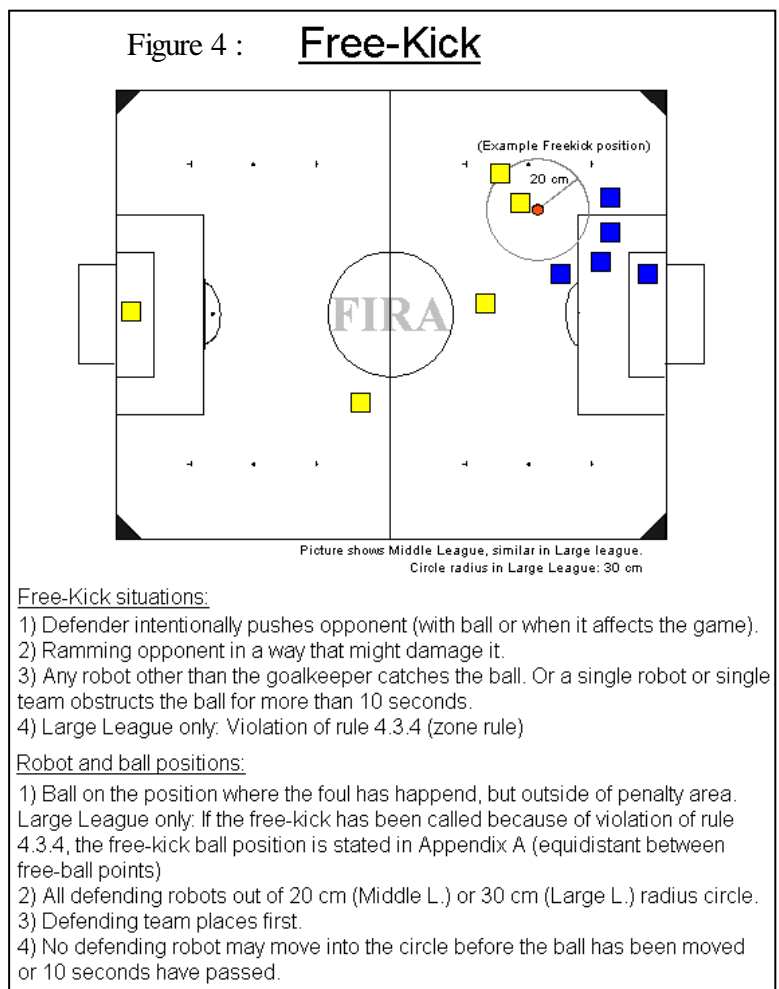 Figure 4 : Free-Kick
(Example Freekick position)
20 cm
FIRA
Picture shows Middle League, similar in Large league.
Circle radius in Large League: 30 cm
Free-Kick situations:
1) Defender intentionally pushes opponent (with ball or when it affects the game).
2) Ramming opponent in a way that might damage it.
3) Any robot other than the goalkeeper catches the ball. Or a single robot or single
team obstructs the ball for more than 10 seconds.
4) Large League only: Violation of rule 4.3.4 (zone rule)
Robot and ball positions:
1) Ball on the position where the foul has happend, but outside of penalty area.
Large League only: If the free-kick has been called because of violation of rule
4.3.4, the free-kick ball position is stated in Appendix A (equidistant between
free-ball points)
2) All defending robots out of 20 cm (Middle L.) or 30 cm (Large L.) radius circle.
3) Defending team places first.
4) No defending robot may move into the circle before the ball has been moved
or 10 seconds have passed.